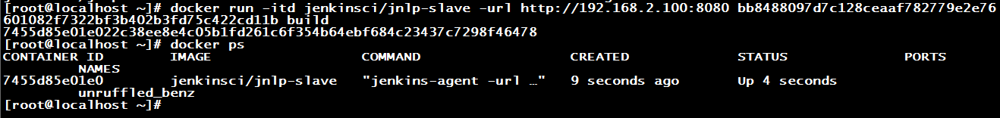 [root@localhost ~]# docker run -itd jenkinsci/jnlp-slave -url http://192.168.2.100:8080 bb8488097d7c128ceaaf782779e2e76
601082f7322bf3b402b3fd75c422cd11b build
7455d85e01e022c38ee8e4c05b1fd261c6f354b64ebf684c23437c7298f46478
[root@localhost ~]# docker ps
CONTAINER ID        IMAGE                  COMMAND                  CREATED             STATUS              PORTS
         NAMES
7455d85e01e0        jenkinsci/jnlp-slave   "jenkins-agent -url …"   9 seconds ago       Up 4 seconds
         unruffled_benz
[root@localhost ~]#